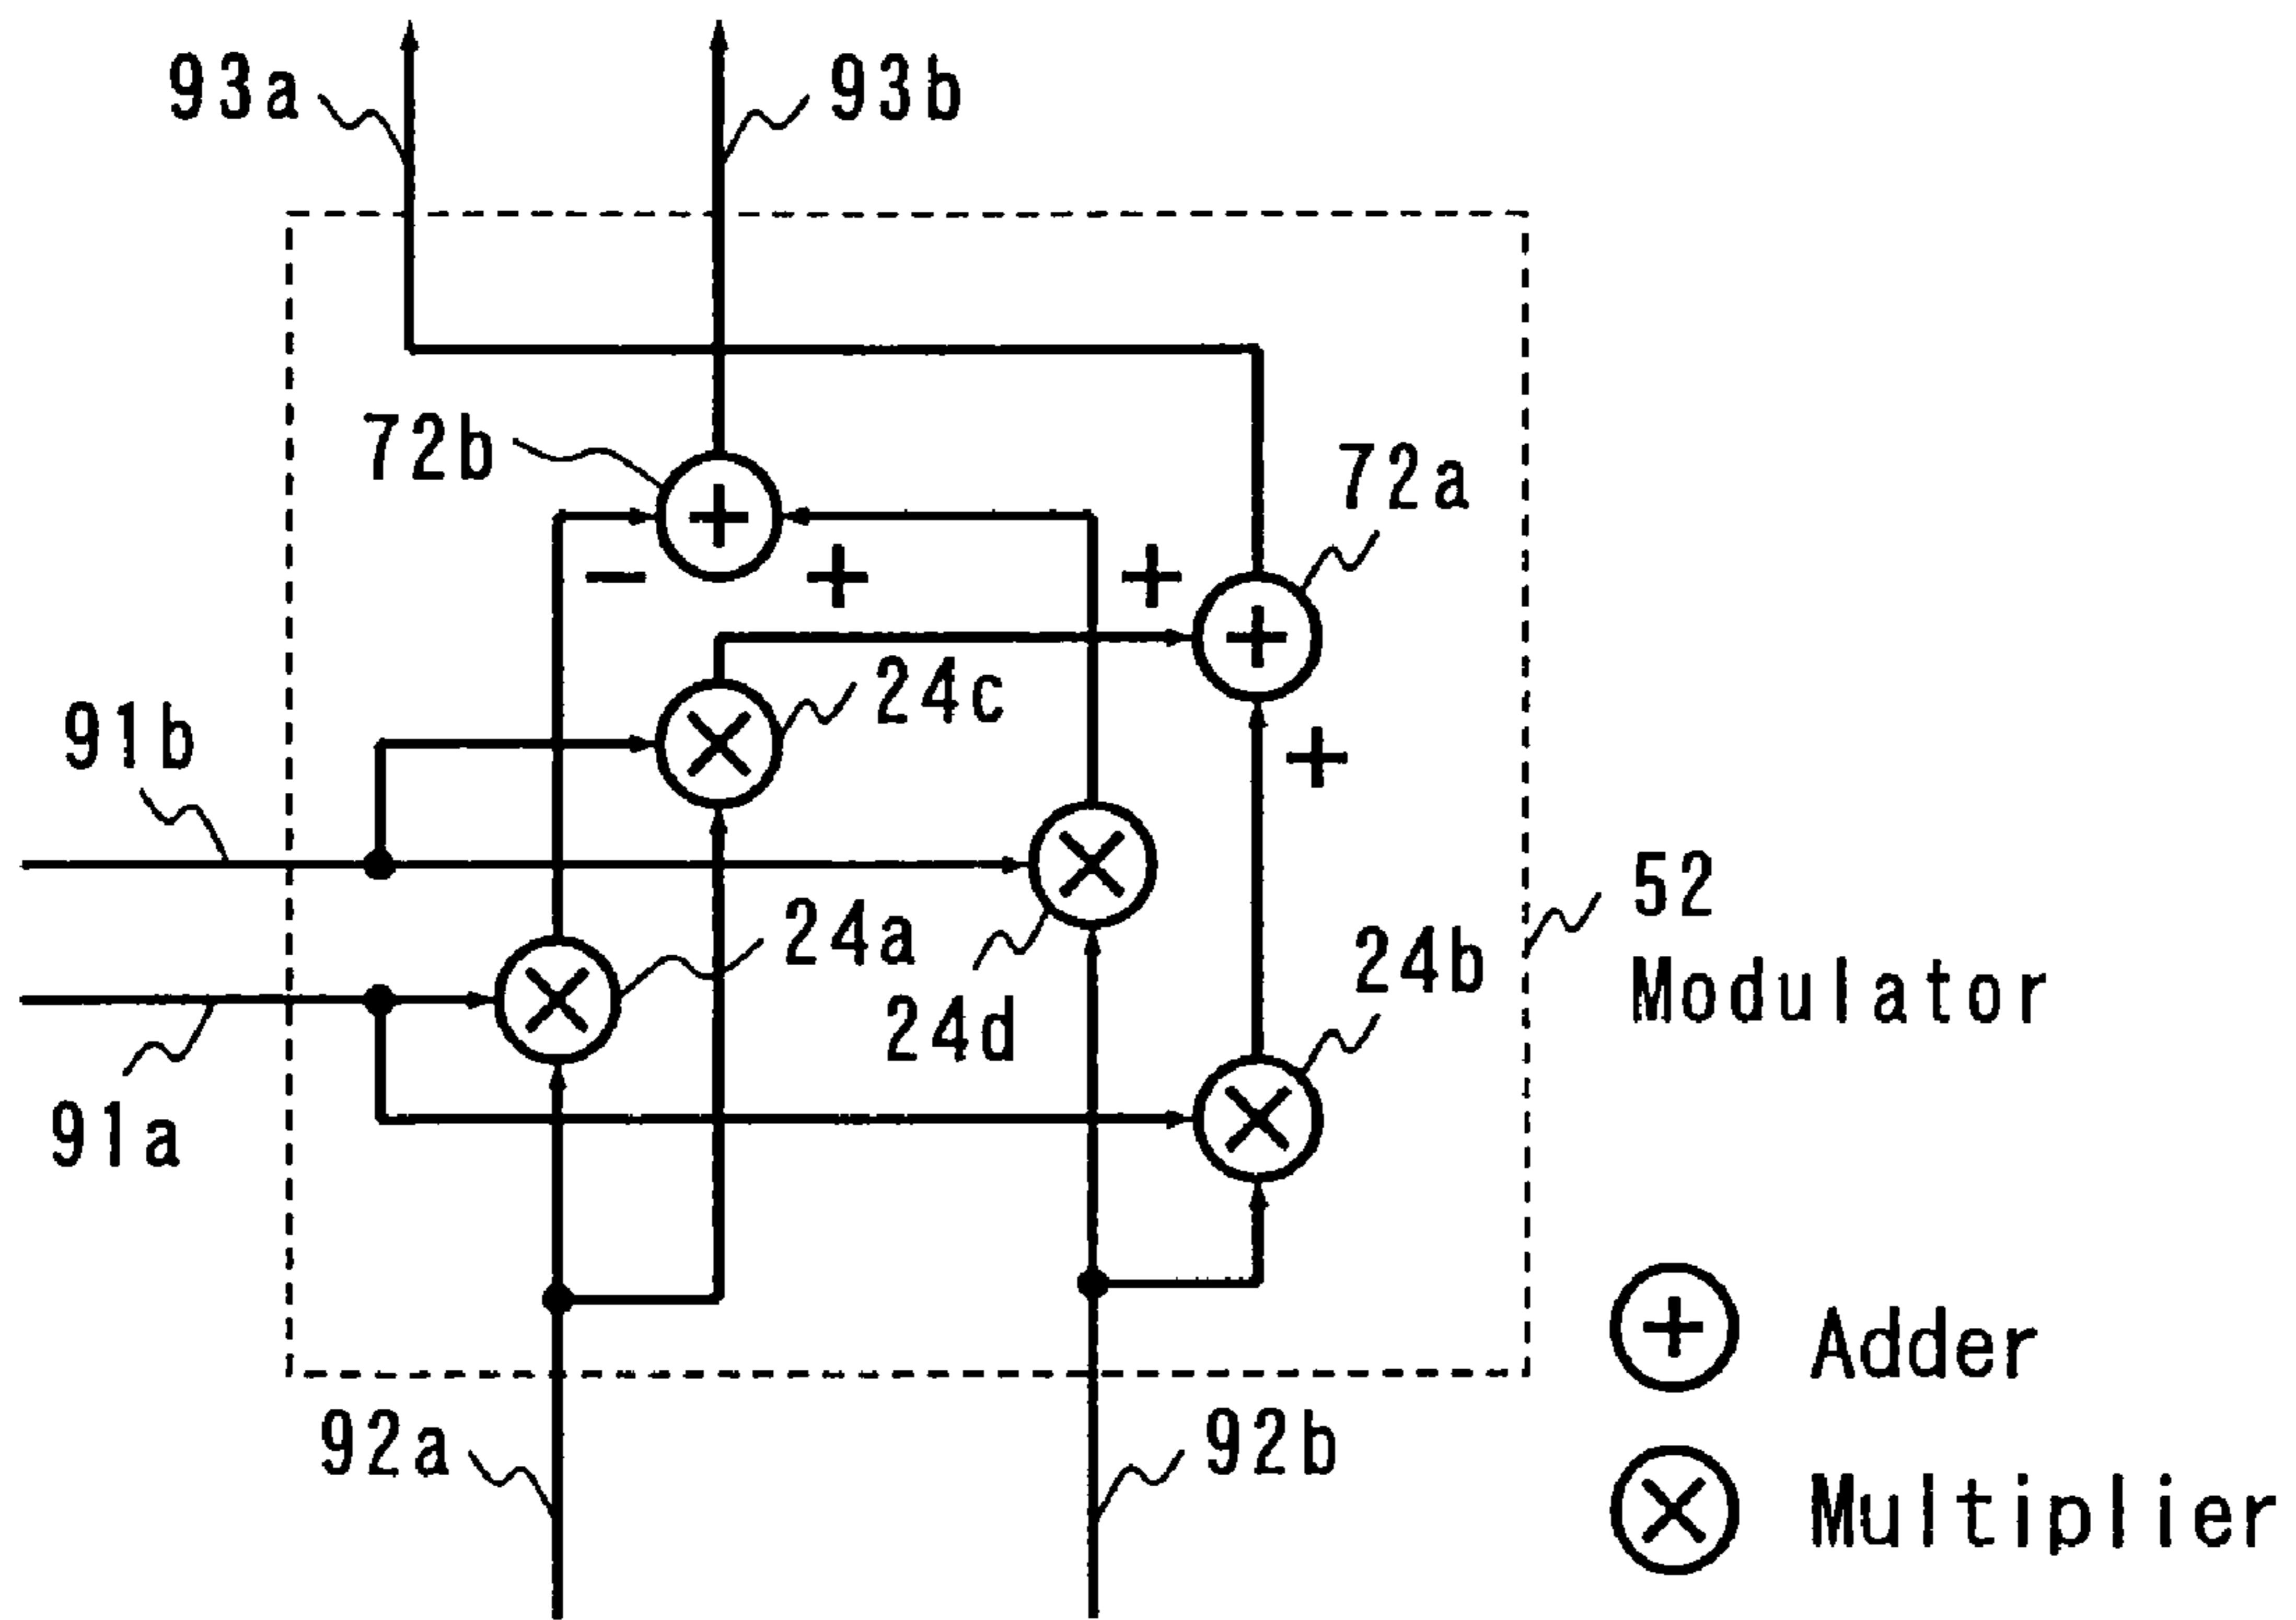 93a
93b
72b
72a
+
−
+
+
+
24c
91b
24a
24d
24b
52
Modulator
91a
92a
92b
Adder
Multiplier